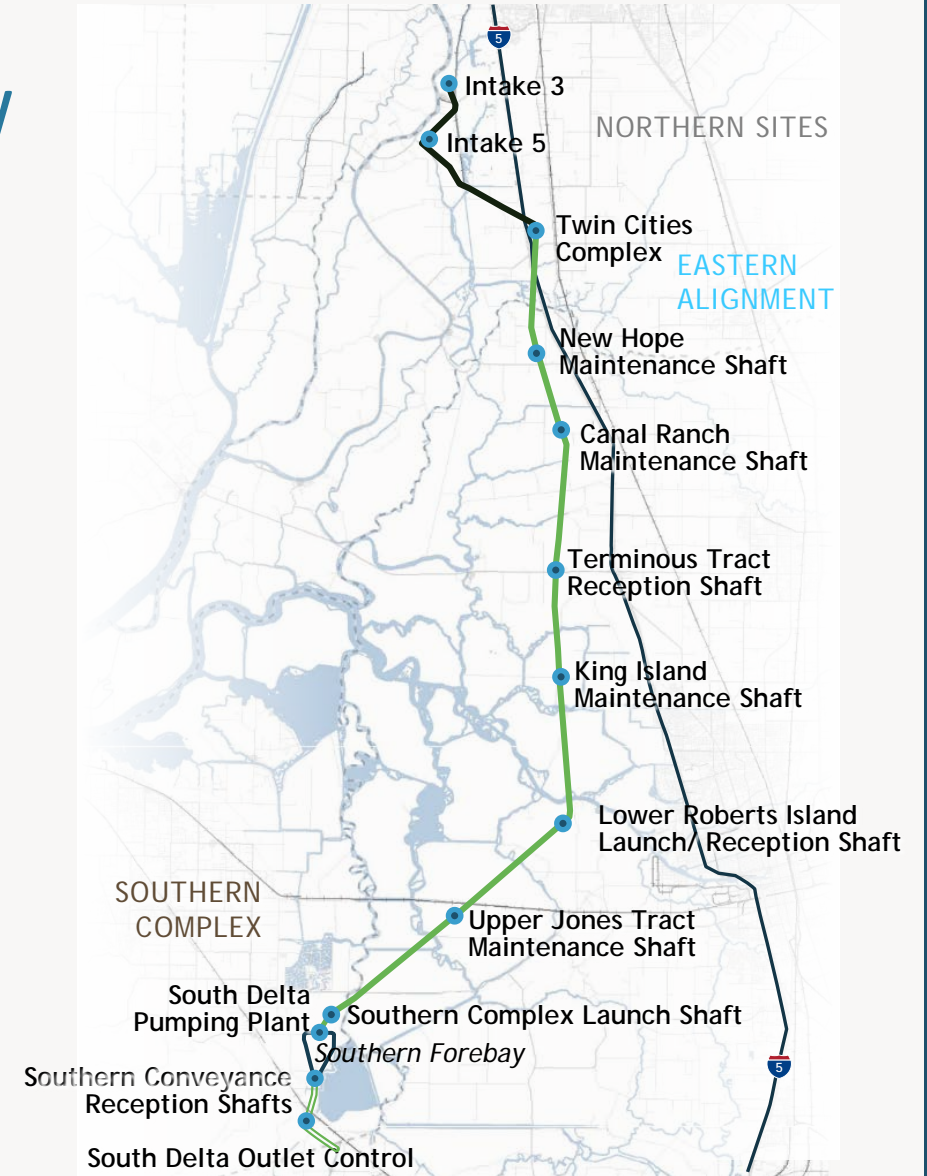 5
Intake 3
NORTHERN SITES
Intake 5
Twin Cities
Complex
EASTERN
ALIGNMENT
New Hope
Maintenance Shaft
Canal Ranch
Maintenance Shaft
Terminous Tract
Reception Shaft
King Island
Maintenance Shaft
Lower Roberts Island
Launch/ Reception Shaft
SOUTHERN
COMPLEX
Upper Jones Tract
Maintenance Shaft
South Delta
Pumping Plant
Southern Complex Launch Shaft
Southern Forebay
5
Southern Conveyance
Reception Shafts
South Delta Outlet Control